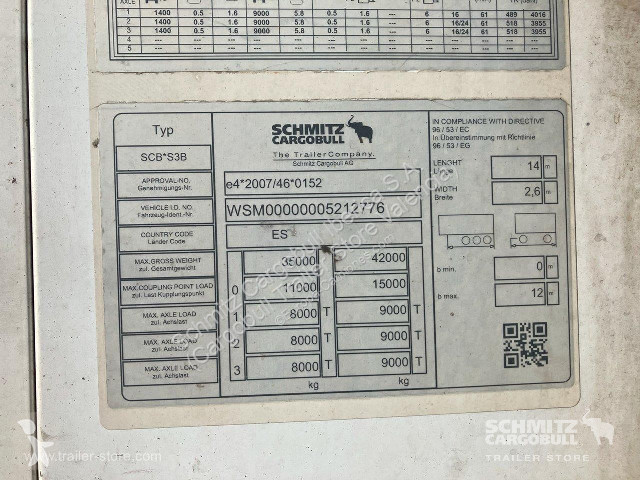 AXLE
1 1400 0.5 1.6 9000 5.8 0.5 1.6 --- 6 16 61 489 4016
2 1400 0.5 1.6 9000 5.8 0.5 1.6 --- 6 16/24 61 518 3955
3 1400 0.5 1.6 9000 5.8 0.5 1.6 --- 6 16/24 61 518 3955
4 --- --- --- --- --- --- --- --- --- --- --- --- ---
5 --- --- --- --- --- --- --- --- --- --- --- --- ---
Typ
SCB*S3B
SCHMITZ
CARGOBULL
The TrailerCompany.
Schmitz Cargobull AG
APPROVAL-NO.
Genehmigungs-Nr.
e4*2007/46*0152
VEHICLE I.D. NO.
Fahrzeug-Ident.-Nr.
WSM00000005212776
COUNTRY CODE
Länder Code
ES
MAX.GROSS WEIGHT
zul. Gesamtgewicht
35000 42000
MAX.COUPLING POINT LOAD
zul. Last Kupplungspunkt
0 11000 15000
MAX. AXLE LOAD
zul. Achslast
1 8000 T 9000 T
MAX. AXLE LOAD
zul. Achslast
2 8000 T 9000 T
MAX. AXLE LOAD
zul. Achslast
3 8000 T 9000 T
kg kg
IN COMPLIANCE WITH DIRECTIVE
96 / 53 / EC
In Übereinstimmung mit Richtlinie
96 / 53 / EG
LENGHT
Länge
14 m
WIDTH
Breite
2,6 m
b min.
0 m
b max.
12 m
SCHMITZ
CARGOBULL
TRAILER STORE
www.trailer-store.com